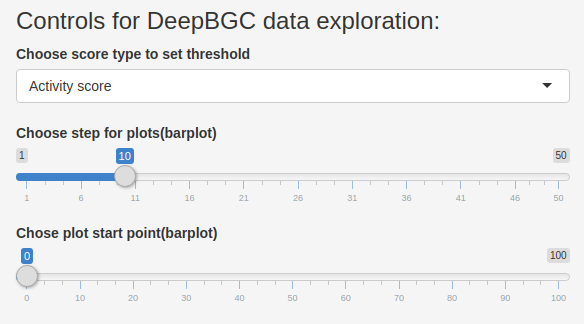 Controls for DeepBGC data exploration:
Choose score type to set threshold
Activity score
Choose step for plots(barplot)
1 10 50
1 6 11 16 21 26 31 36 41 46 50
Chose plot start point(barplot)
0 100
0 10 20 30 40 50 60 70 80 90 100